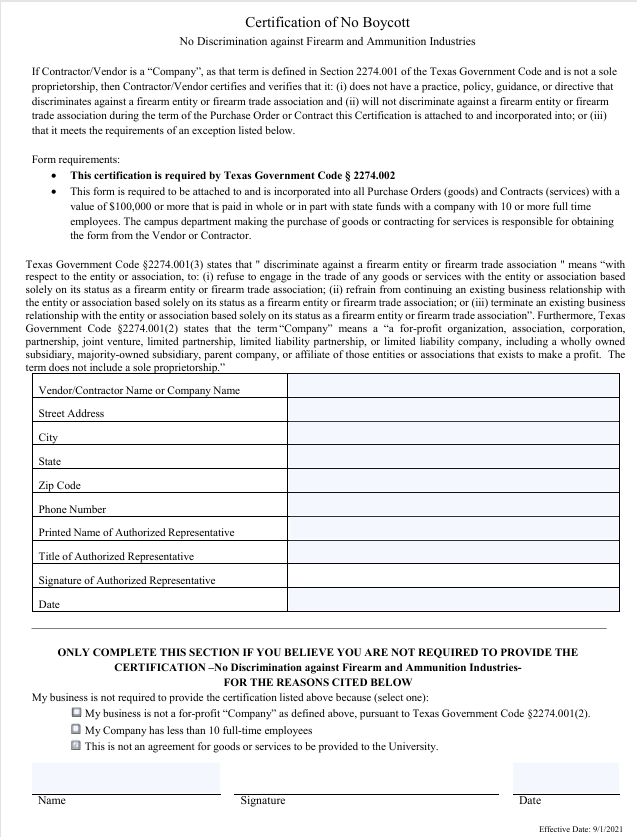 Certification of No Boycott
No Discrimination against Firearm and Ammunition Industries
If Contractor/Vendor is a “Company”, as that term is defined in Section 2274.001 of the Texas Government Code and is not a sole
proprietorship, then Contractor/Vendor certifies and verifies that it: (i) does not have a practice, policy, guidance, or directive that
discriminates against a firearm entity or firearm trade association and (ii) will not discriminate against a firearm entity or firearm
trade association during the term of the Purchase Order or Contract this Certification is attached to and incorporated into; or (iii)
that it meets the requirements of an exception listed below.
Form requirements:
• This certification is required by Texas Government Code § 2274.002
• This form is required to be attached to and is incorporated into all Purchase Orders (goods) and Contracts (services) with a
value of $100,000 or more that is paid in whole or in part with state funds with a company with 10 or more full time
employees. The campus department making the purchase of goods or contracting for services is responsible for obtaining
the form from the Vendor or Contractor.
Texas Government Code §2274.001(3) states that " discriminate against a firearm entity or firearm trade association " means “with
respect to the entity or association, to: (i) refuse to engage in the trade of any goods or services with the entity or association based
solely on its status as a firearm entity or firearm trade association; (ii) refrain from continuing an existing business relationship with
the entity or association based solely on its status as a firearm entity or firearm trade association; or (iii) terminate an existing business
relationship with the entity or association based solely on its status as a firearm entity or firearm trade association”. Furthermore, Texas
Government Code §2274.001(2) states that the term“Company” means a “a for-profit organization, association, corporation,
partnership, joint venture, limited partnership, limited liability partnership, or limited liability company, including a wholly owned
subsidiary, majority-owned subsidiary, parent company, or affiliate of those entities or associations that exists to make a profit. The
term does not include a sole proprietorship.”
Vendor/Contractor Name or Company Name
Street Address
City
State
Zip Code
Phone Number
Printed Name of Authorized Representative
Title of Authorized Representative
Signature of Authorized Representative
Date
ONLY COMPLETE THIS SECTION IF YOU BELIEVE YOU ARE NOT REQUIRED TO PROVIDE THE
CERTIFICATION –No Discrimination against Firearm and Ammunition Industries-
FOR THE REASONS CITED BELOW
My business is not required to provide the certification listed above because (select one):
My business is not a for-profit “Company” as defined above, pursuant to Texas Government Code §2274.001(2).
My Company has less than 10 full-time employees
This is not an agreement for goods or services to be provided to the University.
Name Signature Date
Effective Date: 9/1/2021